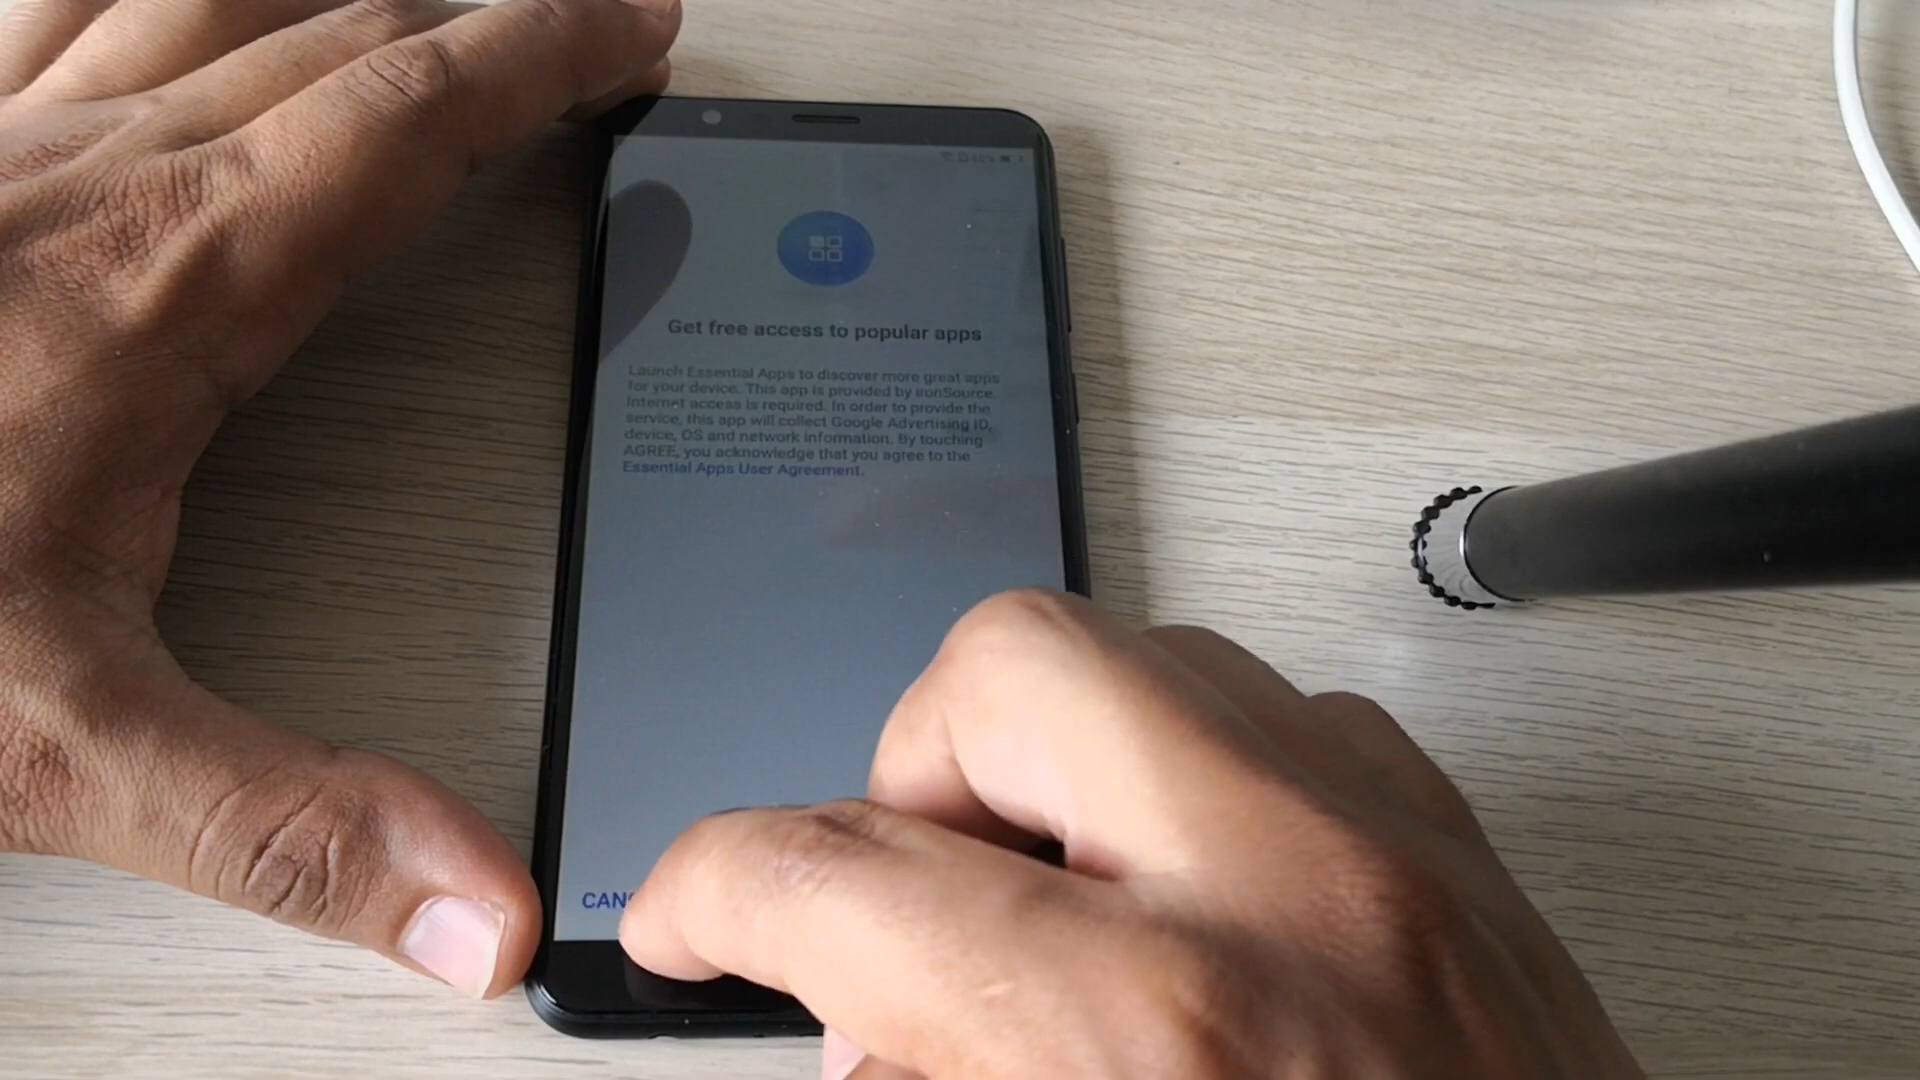 Get free access to popular apps
Launch Essential Apps to discover more great apps
for your device. This app is provided by ironSource.
Internet access is required. In order to provide the
service, this app will collect Google Advertising ID,
device, OS and network information. By touching
AGREE, you acknowledge that you agree to the
Essential Apps User Agreement.
CAN